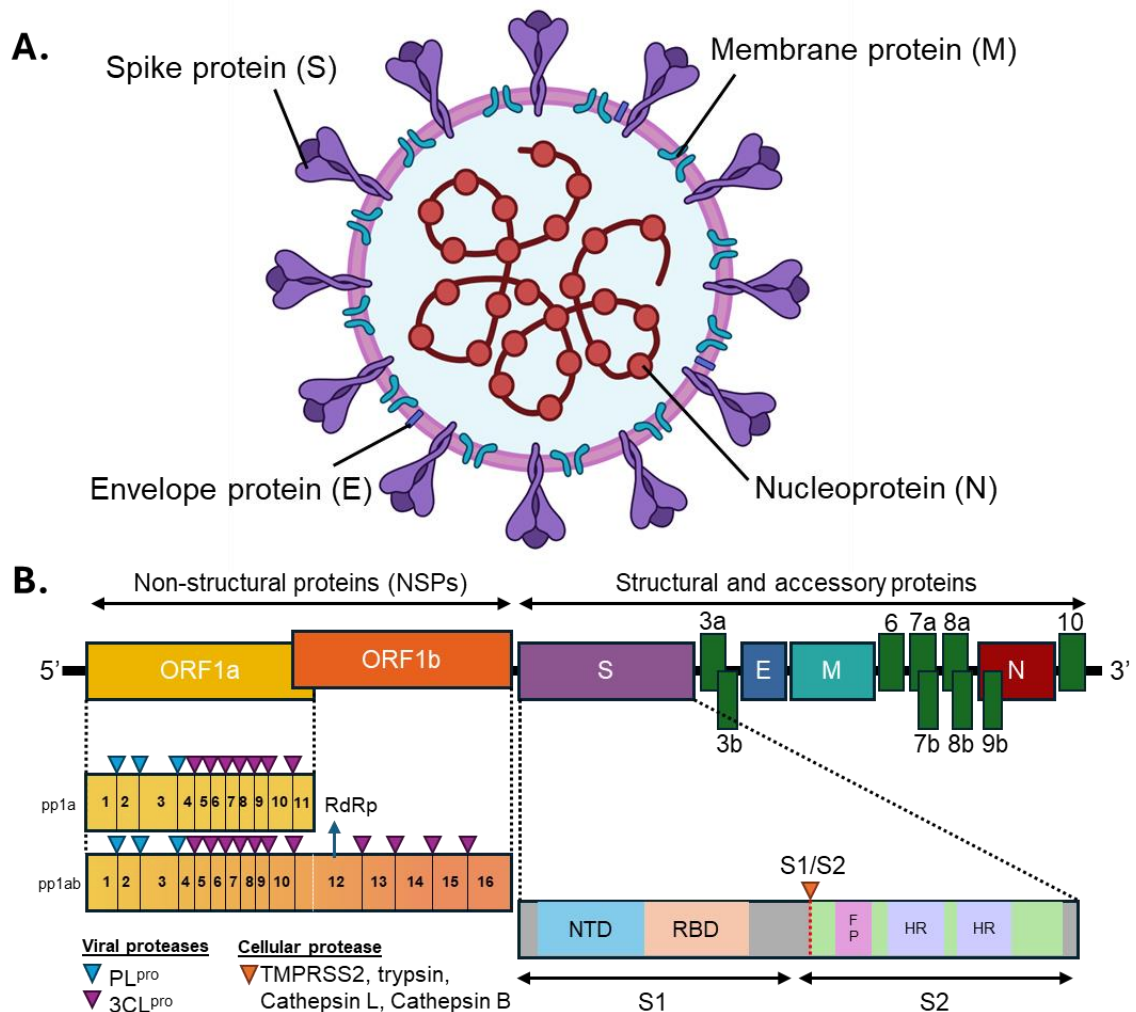 A.
Spike protein (S)
Membrane protein (M)
Envelope protein (E)
Nucleoprotein (N)
B.
Non-structural proteins (NSPs)
Structural and accessory proteins
3a
6 7a 8a
10
5’
ORF1a
ORF1b
S
E
M
N
3’
3b
7b 8b 9b
pp1a
1 2 3 4 5 6 7 8 9 10 11
RdRp
pp1ab
1 2 3 4 5 6 7 8 9 10 12 13 14 15 16
S1/S2
NTD
RBD
F
P
HR
HR
S1
S2
Viral proteases
PLpro
3CLpro
Cellular protease
TMPRSS2, trypsin,
Cathepsin L, Cathepsin B